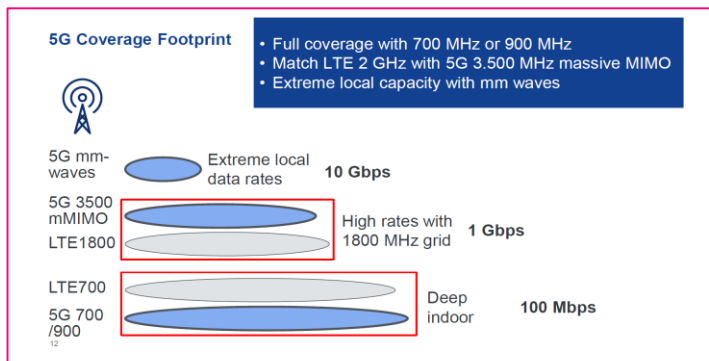 5G Coverage Footprint
• Full coverage with 700 MHz or 900 MHz
• Match LTE 2 GHz with 5G 3.500 MHz massive MIMO
• Extreme local capacity with mm waves
5G mm-
waves
Extreme local
data rates
10 Gbps
5G 3500
mMIMO
LTE1800
High rates with
1800 MHz grid
1 Gbps
LTE700
5G 700
/900
Deep
indoor
100 Mbps
12